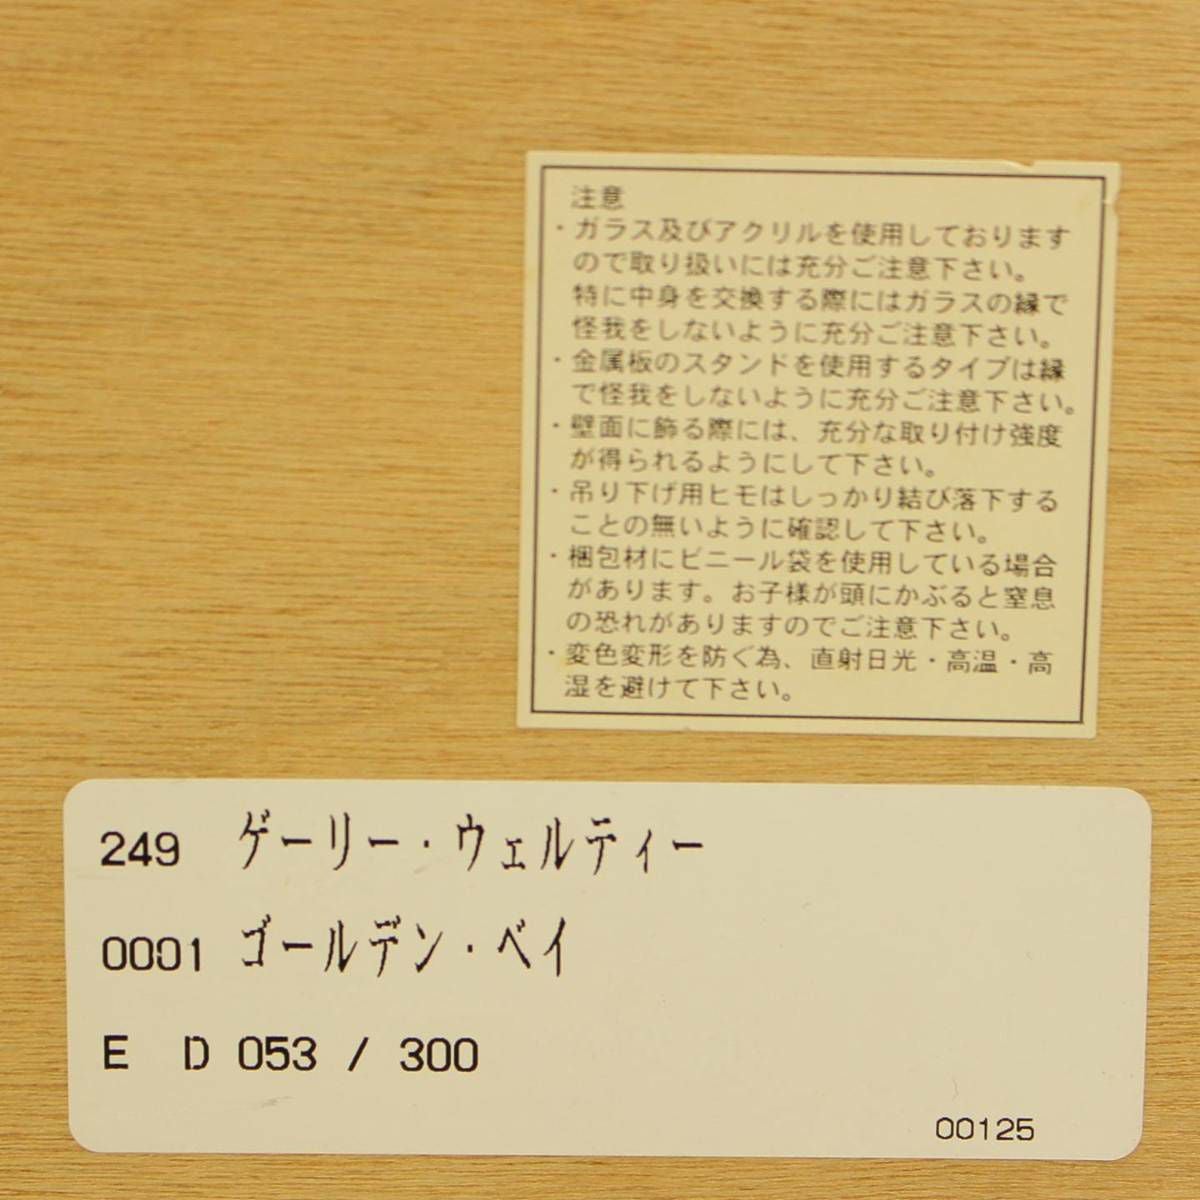 注意
・ガラス及びアクリルを使用しております
ので取り扱いには充分ご注意下さい。
特に中身を交換する際にはガラスの縁で
怪我をしないように充分ご注意下さい。
・金属板のスタンドを使用するタイプは縁
で怪我をしないように充分ご注意下さい。
・壁面に飾る際には、充分な取り付け強度
が得られるようにして下さい。
・吊り下げ用ヒモはしっかり結び落下する
ことの無いように確認して下さい。
・梱包材にビニール袋を使用している場合
があります。お子様が頭にかぶると窒息
の恐れがありますのでご注意下さい。
・変色変形を防ぐ為、直射日光・高温・高
湿を避けて下さい。
249 ゲーリー・ウェルティー
0001 ゴールデン・ベイ
E D 053 / 300
00125